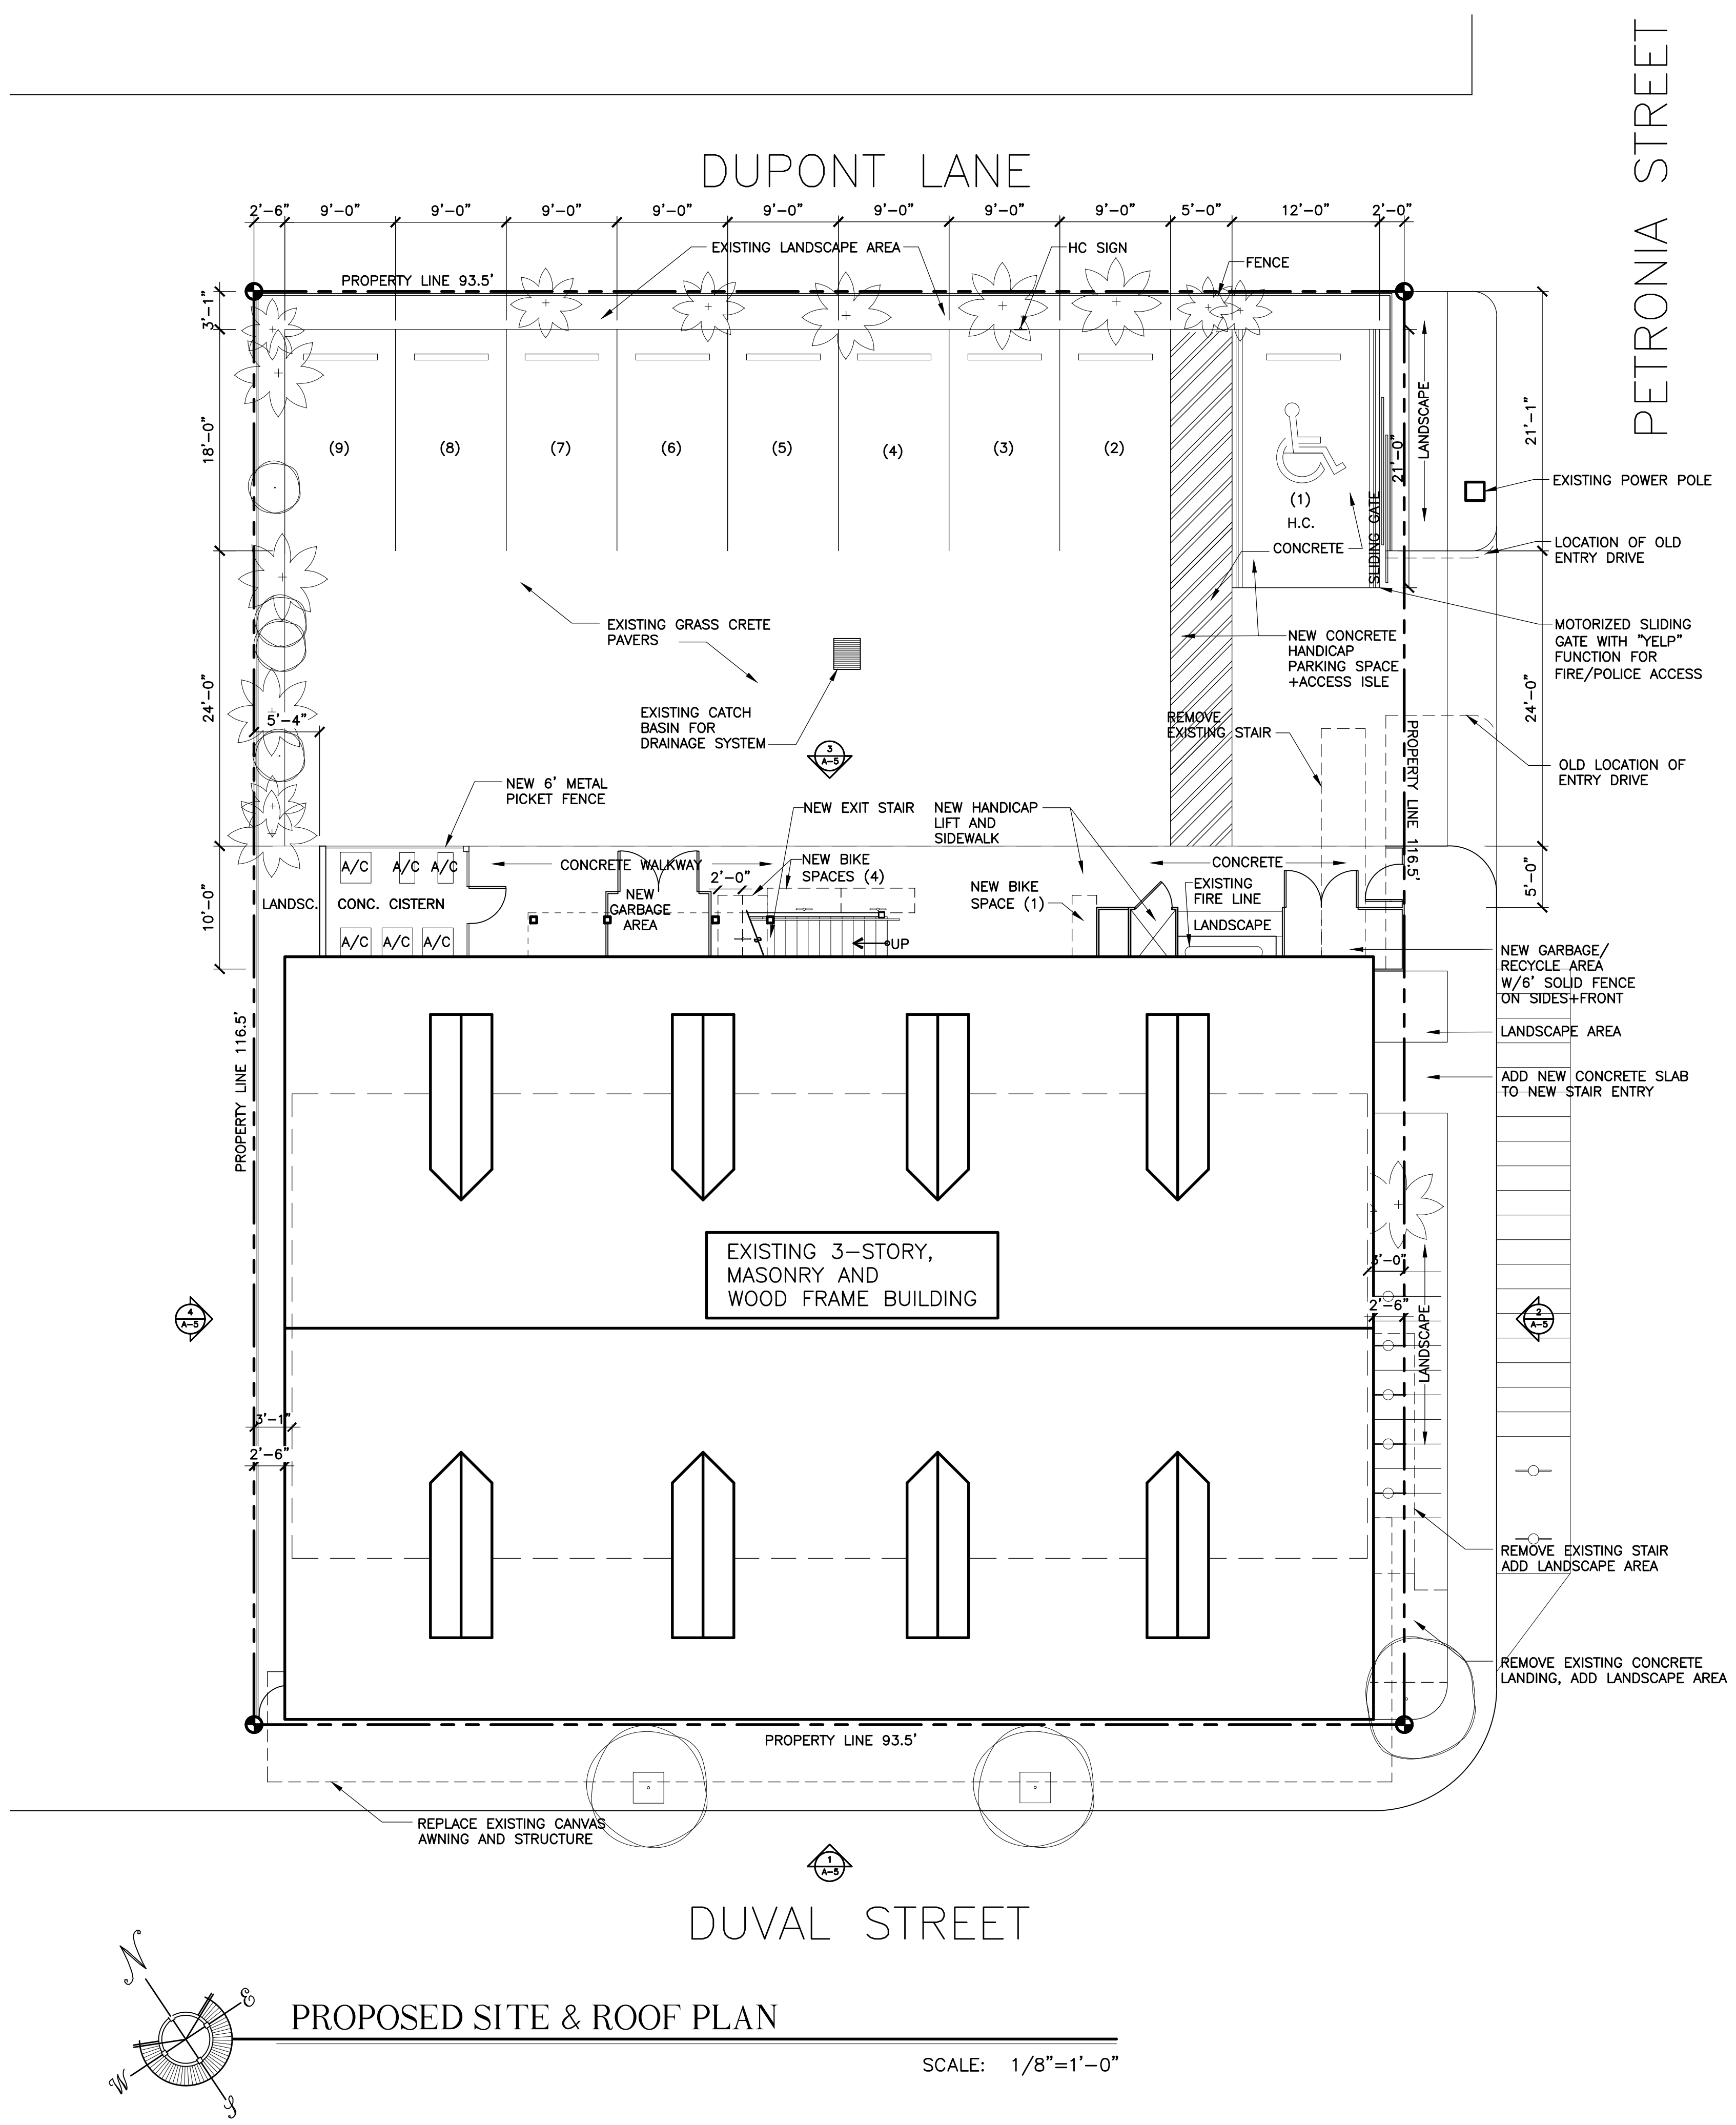 PETRONIA STREET
DUPONT LANE
2'-6" 9'-0" 9'-0" 9'-0" 9'-0" 9'-0" 9'-0" 9'-0" 9'-0" 5'-0" 12'-0" 2'-0"
EXISTING LANDSCAPE AREA
HC SIGN
FENCE
PROPERTY LINE 93.5'
3'-1"
18'-0"
24'-0"
10'-0"
5'-4"
(9) (8) (7) (6) (5) (4) (3) (2)
(1)
H.C.
CONCRETE
SLIDING GATE
21'-0"
LANDSCAPE
21'-1"
24'-0"
5'-0"
EXISTING POWER POLE
LOCATION OF OLD
ENTRY DRIVE
MOTORIZED SLIDING
GATE WITH "YELP"
FUNCTION FOR
FIRE/POLICE ACCESS
EXISTING GRASS CRETE
PAVERS
NEW CONCRETE
HANDICAP
PARKING SPACE
+ACCESS ISLE
EXISTING CATCH
BASIN FOR
DRAINAGE SYSTEM
3
A-5
REMOVE
EXISTING STAIR
PROPERTY LINE 116.5'
OLD LOCATION OF
ENTRY DRIVE
NEW 6' METAL
PICKET FENCE
NEW EXIT STAIR
NEW HANDICAP
LIFT AND
SIDEWALK
A/C A/C A/C
CONCRETE WALKWAY
NEW BIKE
SPACES (4)
2'-0"
NEW
GARBAGE
AREA
NEW BIKE
SPACE (1)
CONCRETE
EXISTING
FIRE LINE
LANDSCAPE
LANDSC.
CONC. CISTERN
A/C A/C A/C
UP
NEW GARBAGE/
RECYCLE AREA
W/6' SOLID FENCE
ON SIDES+FRONT
LANDSCAPE AREA
ADD NEW CONCRETE SLAB
TO NEW STAIR ENTRY
PROPERTY LINE 116.5'
EXISTING 3-STORY,
MASONRY AND
WOOD FRAME BUILDING
3'-0"
2'-6"
LANDSCAPE
4
A-5
2
A-5
3'-1"
2'-6"
REMOVE EXISTING STAIR
ADD LANDSCAPE AREA
REMOVE EXISTING CONCRETE
LANDING, ADD LANDSCAPE AREA
PROPERTY LINE 93.5'
REPLACE EXISTING CANVAS
AWNING AND STRUCTURE
1
A-5
DUVAL STREET
N
E
W
S
PROPOSED SITE & ROOF PLAN
SCALE: 1/8"=1'-0"